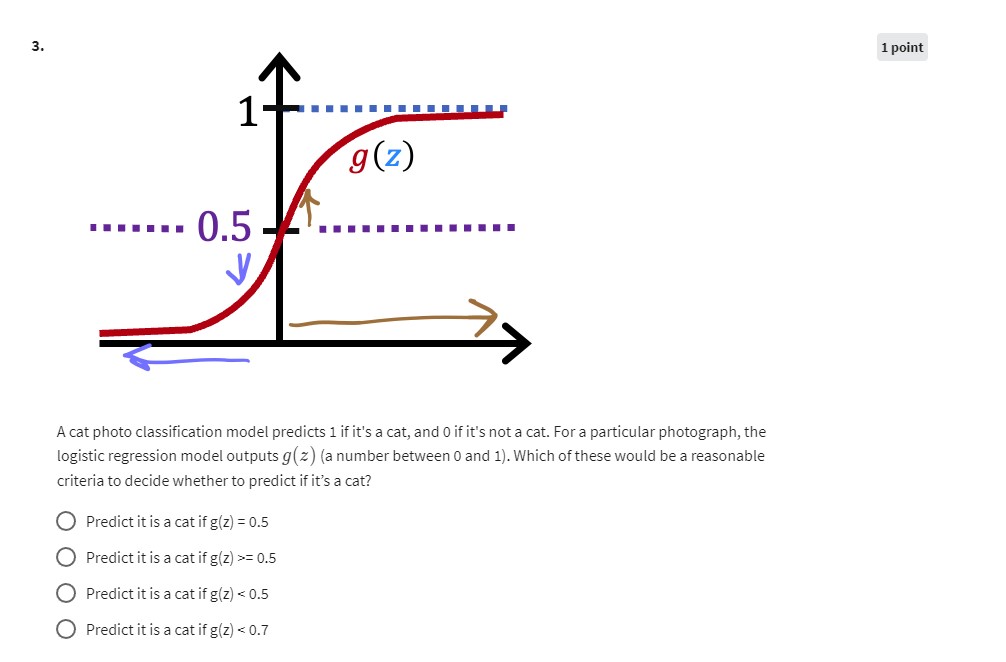 3.
1 point
1
g(z)
0.5
A cat photo classification model predicts 1 if it's a cat, and 0 if it's not a cat. For a particular photograph, the
logistic regression model outputs g(z) (a number between 0 and 1). Which of these would be a reasonable
criteria to decide whether to predict if it’s a cat?
Predict it is a cat if g(z) = 0.5
Predict it is a cat if g(z) >= 0.5
Predict it is a cat if g(z) < 0.5
Predict it is a cat if g(z) < 0.7